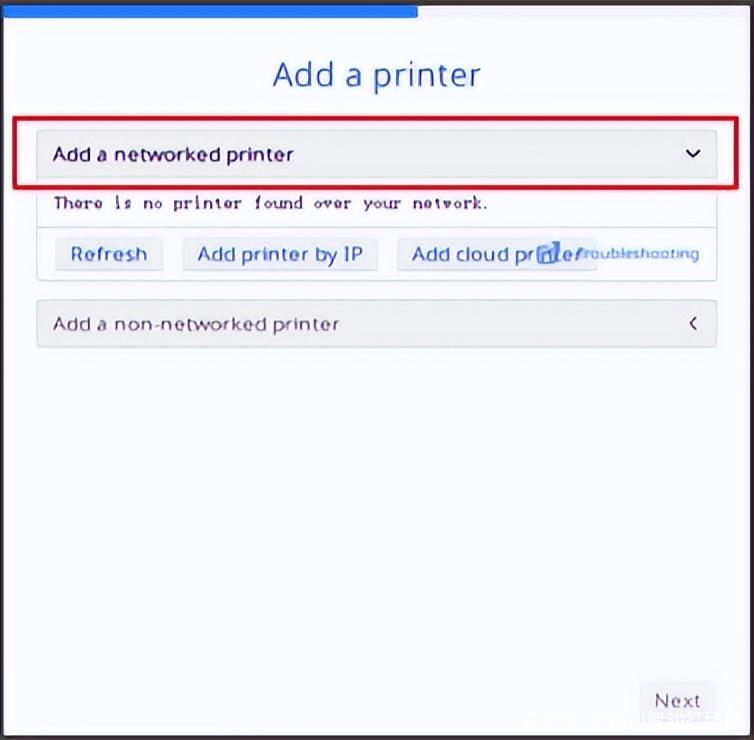 Add a printer
Add a networked printer
There is no printer found over your network.
Refresh
Add printer by IP
Add cloud printer
Troubleshooting
Add a non-networked printer
Next